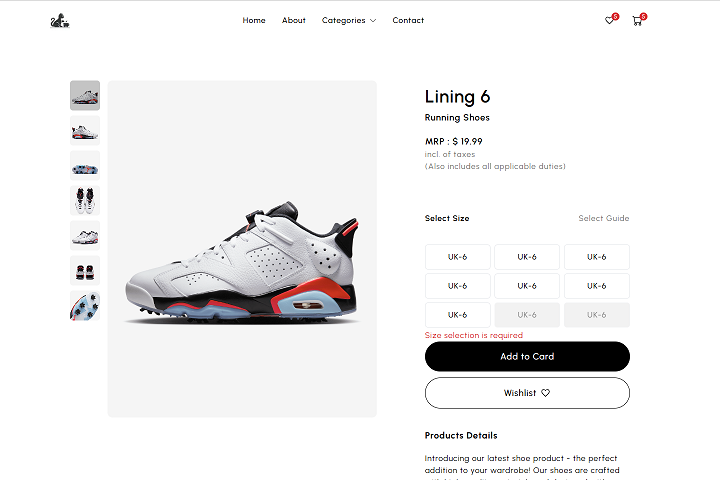 Home About Categories Contact
Lining 6
Running Shoes
MRP : $ 19.99
incl. of taxes
(Also includes all applicable duties)
Select Size Select Guide
UK-6 UK-6 UK-6
UK-6 UK-6 UK-6
UK-6 UK-6 UK-6
Size selection is required
Add to Card
Wishlist
Products Details
Introducing our latest shoe product - the perfect
addition to your wardrobe! Our shoes are crafted